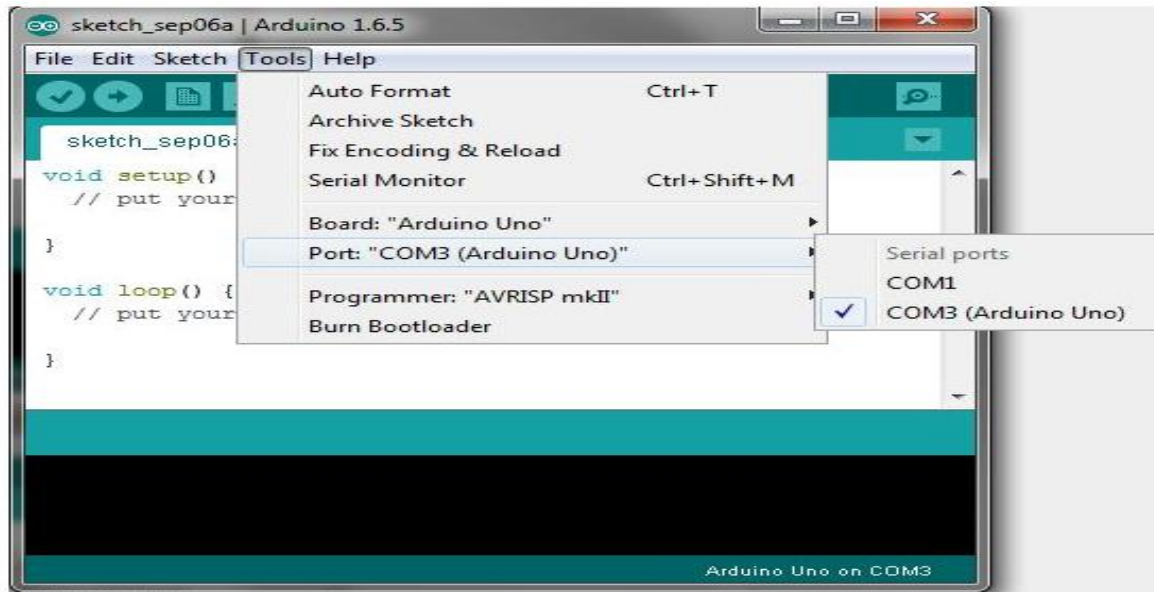 sketch_sep06a | Arduino 1.6.5
File Edit Sketch Tools Help
Auto Format Ctrl+T
Archive Sketch
Fix Encoding & Reload
Serial Monitor Ctrl+Shift+M
Board: "Arduino Uno"
Port: "COM3 (Arduino Uno)"
Programmer: "AVRISP mkII"
Burn Bootloader
Serial ports
COM1
COM3 (Arduino Uno)
sketch_sep06a
void setup()
// put your
}
void loop() {
// put your
}
Arduino Uno on COM3